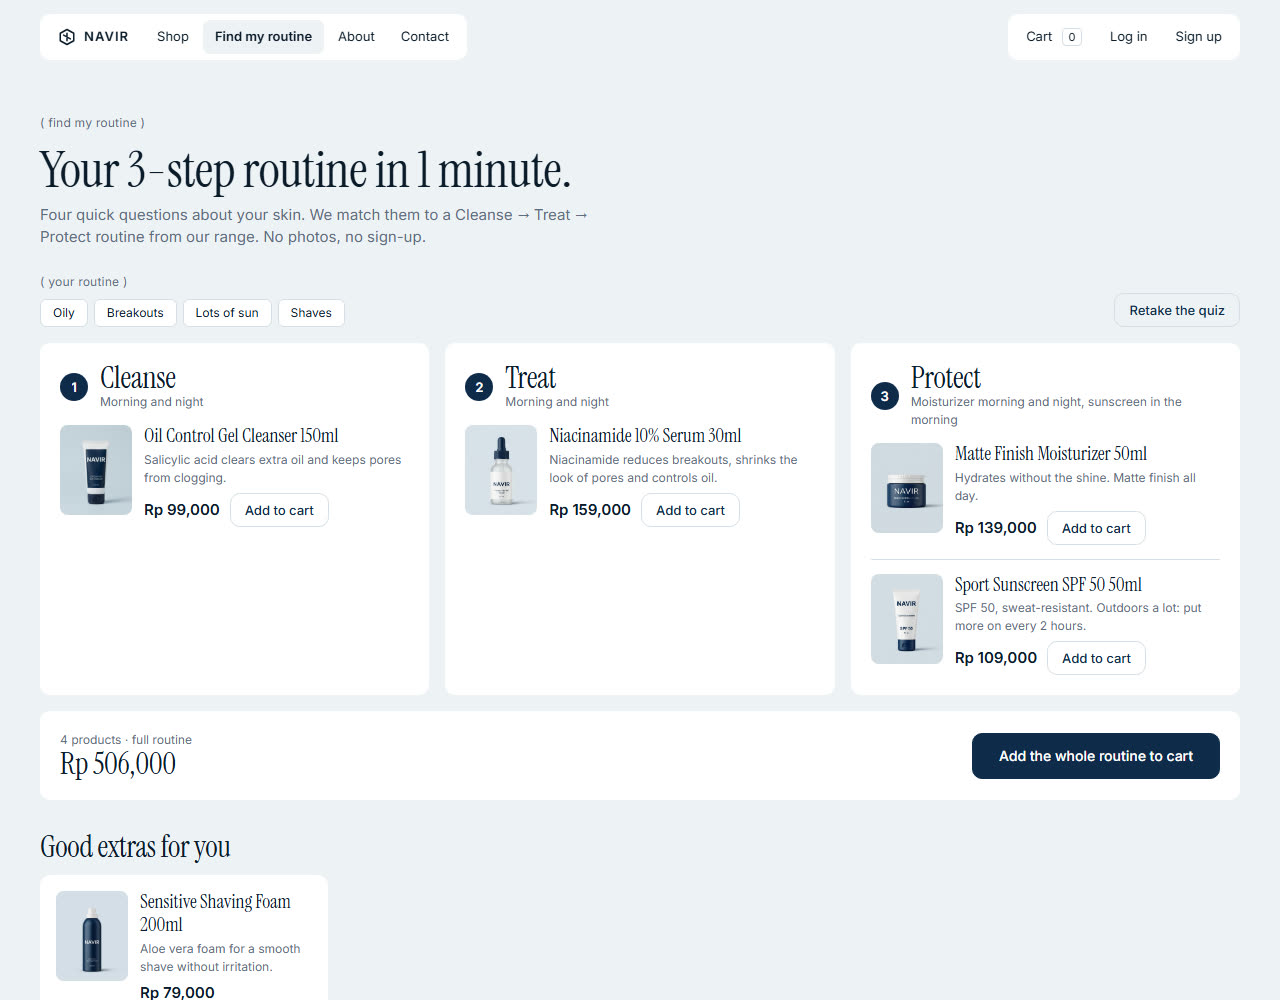 NAVIR Shop Find my routine About Contact Cart 0 Log in Sign up
( find my routine )
Your 3-step routine in 1 minute.
Four quick questions about your skin. We match them to a Cleanse → Treat →
Protect routine from our range. No photos, no sign-up.
( your routine )
Oily Breakouts Lots of sun Shaves Retake the quiz
1 Cleanse
Morning and night
NAVIR
Oil Control Gel Cleanser 150ml
Salicylic acid clears extra oil and keeps pores
from clogging.
Rp 99,000 Add to cart
2 Treat
Morning and night
NAVIR
Niacinamide 10% Serum 30ml
Niacinamide reduces breakouts, shrinks the
look of pores and controls oil.
Rp 159,000 Add to cart
3 Protect
Moisturizer morning and night, sunscreen in the
morning
NAVIR
Matte Finish Moisturizer 50ml
Hydrates without the shine. Matte finish all
day.
Rp 139,000 Add to cart
NAVIR
SPF 50
Sport Sunscreen SPF 50 50ml
SPF 50, sweat-resistant. Outdoors a lot: put
more on every 2 hours.
Rp 109,000 Add to cart
4 products · full routine
Rp 506,000
Add the whole routine to cart
Good extras for you
NAVIR
Sensitive Shaving Foam
200ml
Aloe vera foam for a smooth
shave without irritation.
Rp 79,000